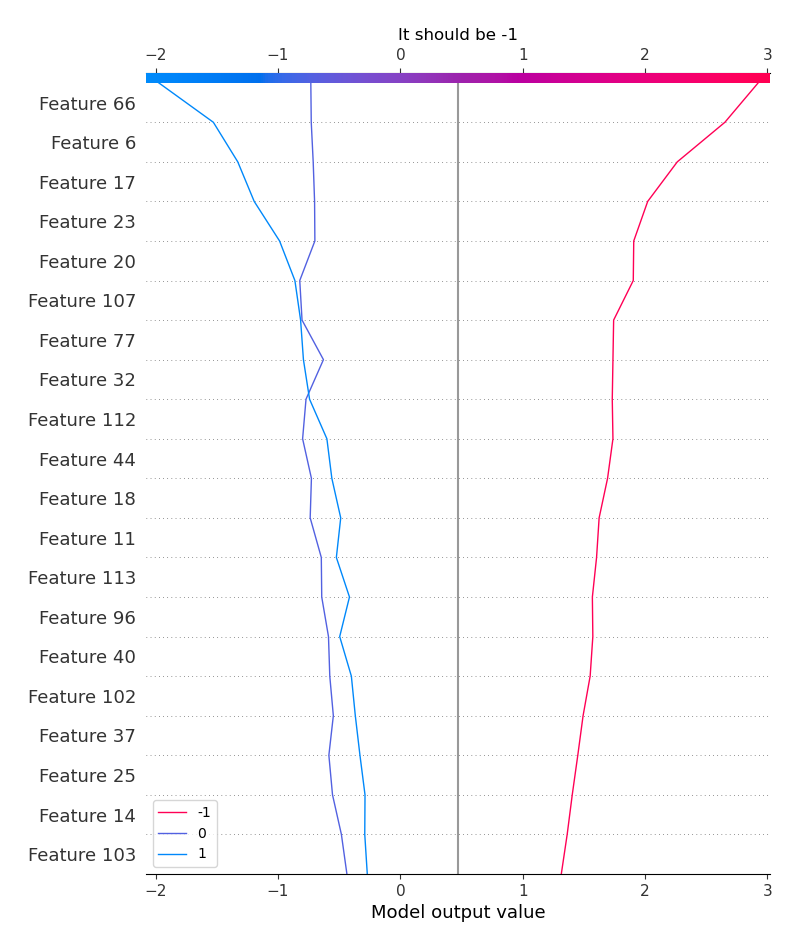 It should be -1
−2 −1 0 1 2 3
Feature 66
Feature 6
Feature 17
Feature 23
Feature 20
Feature 107
Feature 77
Feature 32
Feature 112
Feature 44
Feature 18
Feature 11
Feature 113
Feature 96
Feature 40
Feature 102
Feature 37
Feature 25
Feature 14
Feature 103
-1
0
1
−2 −1 0 1 2 3
Model output value